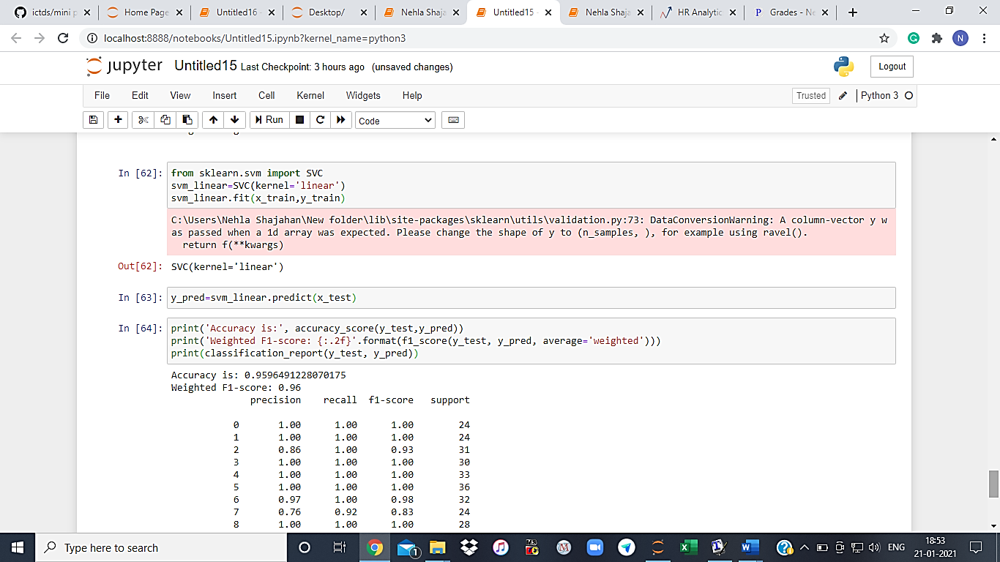 ictds/mini p
Home Page
Untitled16 -
Desktop/
Nehla Shaja
Untitled15 -
Nehla Shaja
HR Analytic
Grades - Ne
localhost:8888/notebooks/Untitled15.ipynb?kernel_name=python3
N
jupyter Untitled15 Last Checkpoint: 3 hours ago (unsaved changes)
Logout
File Edit View Insert Cell Kernel Widgets Help
Trusted Python 3
Run Code
In [62]: from sklearn.svm import SVC
svm_linear=SVC(kernel='linear')
svm_linear.fit(x_train,y_train)
C:\Users\Nehla Shajahan\New folder\lib\site-packages\sklearn\utils\validation.py:73: DataConversionWarning: A column-vector y w
as passed when a 1d array was expected. Please change the shape of y to (n_samples, ), for example using ravel().
return f(**kwargs)
Out[62]: SVC(kernel='linear')
In [63]: y_pred=svm_linear.predict(x_test)
In [64]: print('Accuracy is:', accuracy_score(y_test,y_pred))
print('Weighted F1-score: {:.2f}'.format(f1_score(y_test, y_pred, average='weighted')))
print(classification_report(y_test, y_pred))
Accuracy is: 0.9596491228070175
Weighted F1-score: 0.96
precision recall f1-score support
0 1.00 1.00 1.00 24
1 1.00 1.00 1.00 24
2 0.86 1.00 0.93 31
3 1.00 1.00 1.00 30
4 1.00 1.00 1.00 33
5 1.00 1.00 1.00 36
6 0.97 1.00 0.98 32
7 0.76 0.92 0.83 24
8 1.00 1.00 1.00 28
Type here to search
1
ENG
18:53
21-01-2021